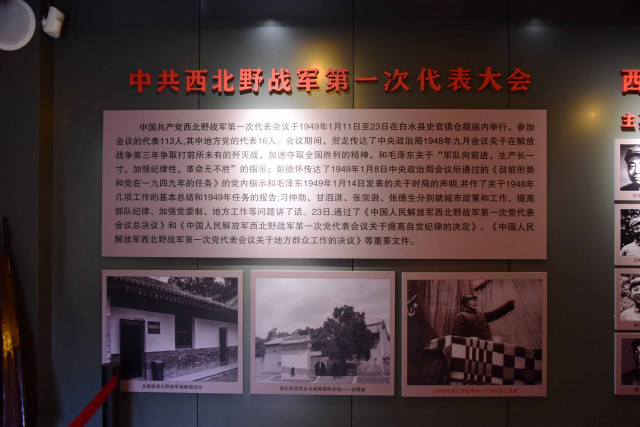 中共西北野战军第一次代表大会
中国共产党西北野战军第一次代表会议于1949年1月11日至23日在白水县史官镇仓颉庙内举行。参加
会议的代表113人,其中地方党的代表16人。会议期间，贺龙传达了中央政治局1948年九月会议关于在解放
战争第三年争取打前所未有的歼灭战，加速夺取全国胜利的精神，和毛泽东关于“军队向前进，生产长一
寸，加强纪律性，革命无不胜”的指示；彭德怀传达了1949年1月8日中央政治局会议所通过的《目前形势
和党在一九四九年的任务》的党内指示和毛泽东1949年1月14日发表的关于时局的声明,并作了关于1948年
几项工作的基本总结和1949年任务的报告;习仲勋、甘泗淇、张宗逊、张德生分别就城市政策和工作、提高
部队纪律、加强党委制、地方工作等问题讲了话。23日,通过了《中国人民解放军西北野战军第一次党代表
会议总决议》和《中国人民解放军西北野战军第一次党代表会议关于提高自觉纪律的决定》、《中国人民
解放军西北野战军第一次党代表会议关于地方群众工作的决议》等重要文件。
西
主